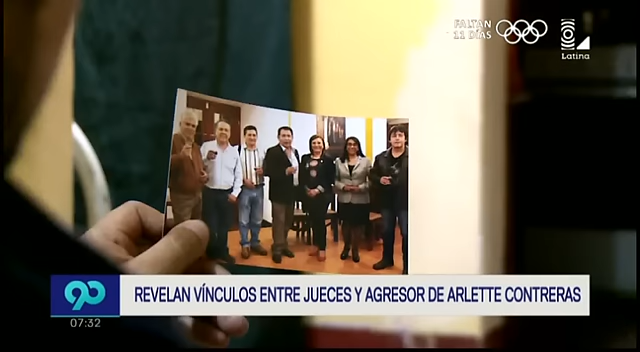 FALTAN
11 DÍAS
Latina
90
REVELAN VÍNCULOS ENTRE JUECES Y AGRESOR DE ARLETTE CONTRERAS
07:32